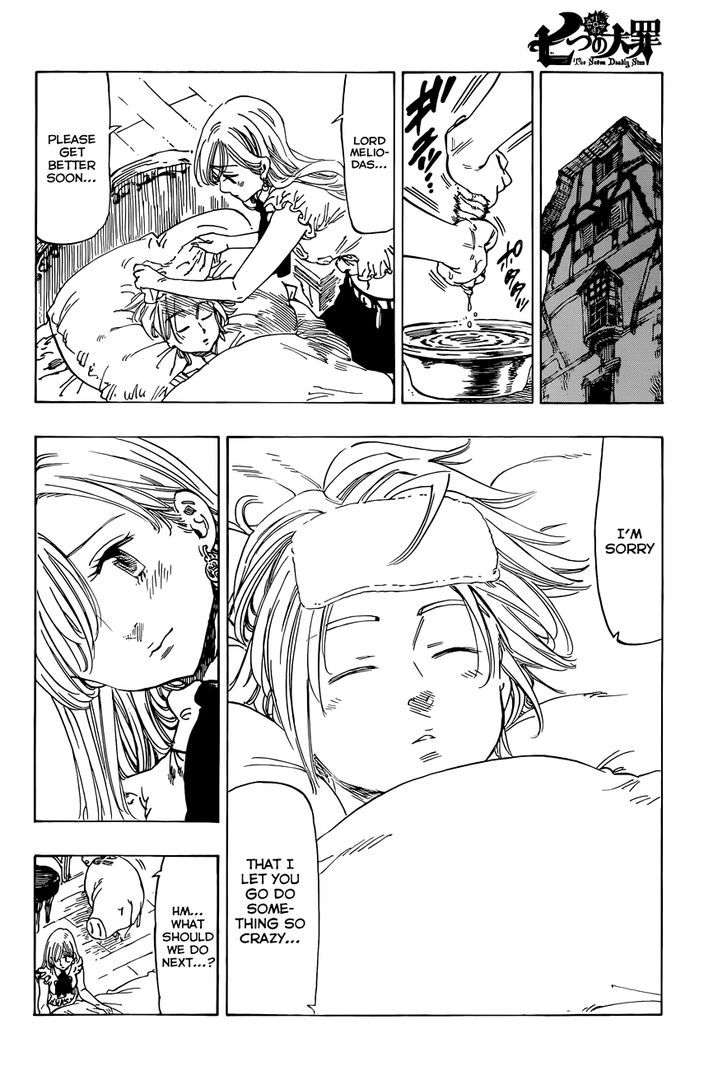 七つの大罪
The Seven Deadly Sins
LORD
MELIO-
DAS...
PLEASE
GET
BETTER
SOON...
I'M
SORRY
THAT I
LET YOU
GO DO
SOME-
THING SO
CRAZY...
HM...
WHAT
SHOULD
WE DO
NEXT...?